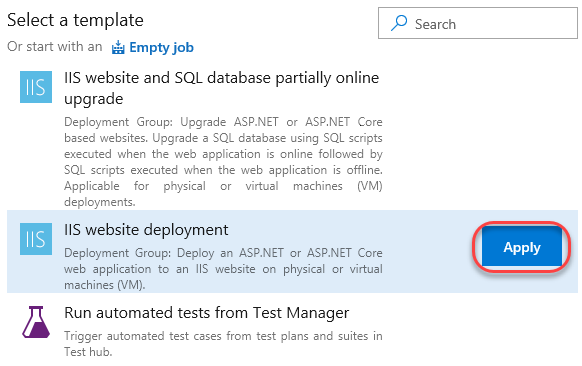 Select a template
Search
Or start with an Empty job
IIS
IIS website and SQL database partially online
upgrade
Deployment Group: Upgrade ASP.NET or ASP.NET Core
based websites. Upgrade a SQL database using SQL scripts
executed when the web application is online followed by
SQL scripts executed when the web application is offline.
Applicable for physical or virtual machines (VM)
deployments.
IIS
IIS website deployment
Deployment Group: Deploy an ASP.NET or ASP.NET Core
web application to an IIS website on physical or virtual
machines (VM).
Apply
Run automated tests from Test Manager
Trigger automated test cases from test plans and suites in
Test hub.